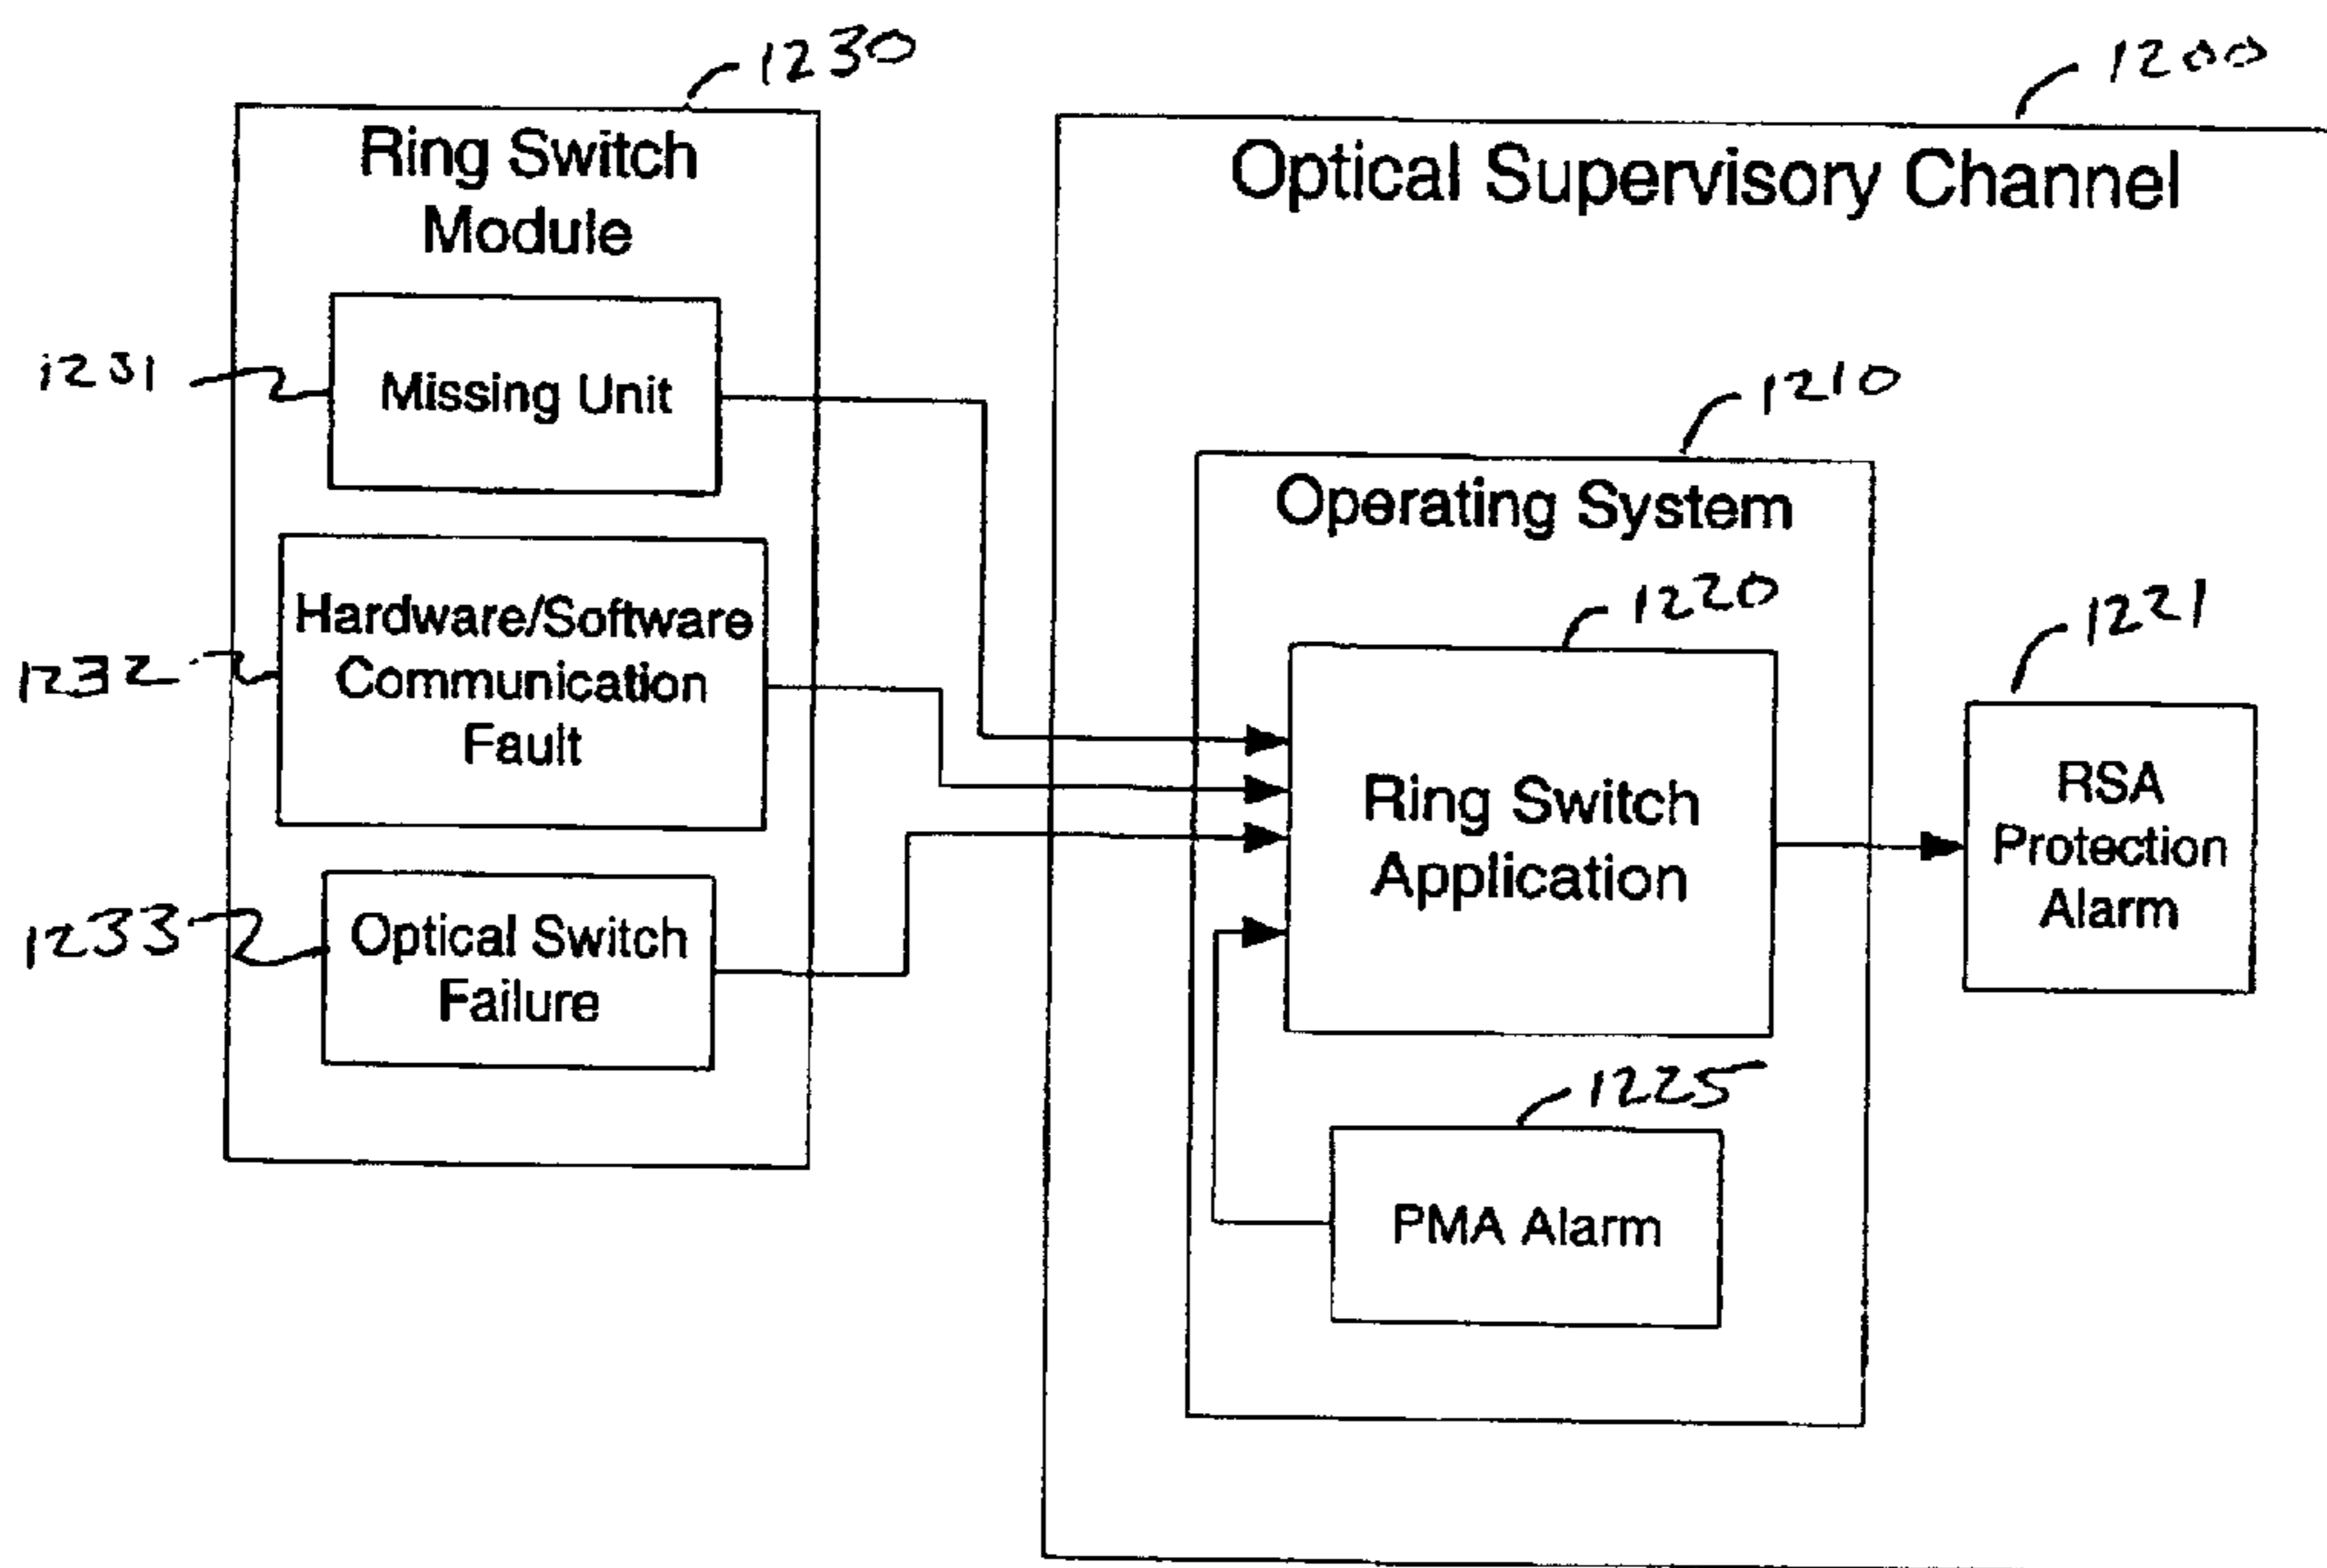 1230
1200
Ring Switch
Module
Optical Supervisory Channel
1231
Missing Unit
1210
Operating System
1232
Hardware/Software
Communication
Fault
1220
1221
Ring Switch
Application
RSA
Protection
Alarm
1233
Optical Switch
Failure
1225
PMA Alarm